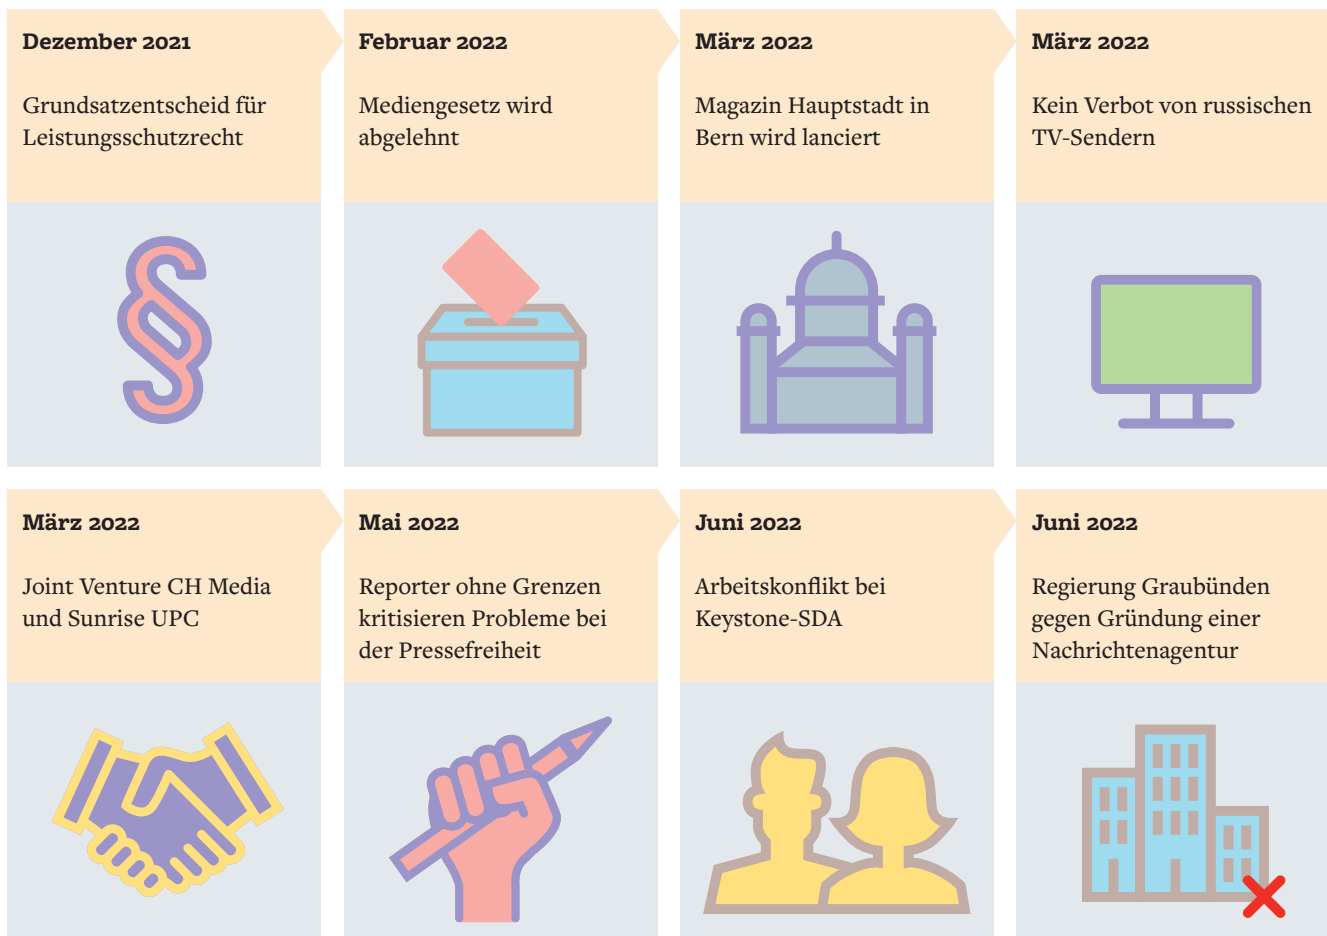 Dezember 2021
Grundsatzentscheid für
Leistungsschutzrecht
Februar 2022
Mediengesetz wird
abgelehnt
März 2022
Magazin Hauptstadt in
Bern wird lanciert
März 2022
Kein Verbot von russischen
TV-Sendern
März 2022
Joint Venture CH Media
und Sunrise UPC
Mai 2022
Reporter ohne Grenzen
kritisieren Probleme bei
der Pressefreiheit
Juni 2022
Arbeitskonflikt bei
Keystone-SDA
Juni 2022
Regierung Graubünden
gegen Gründung einer
Nachrichtenagentur